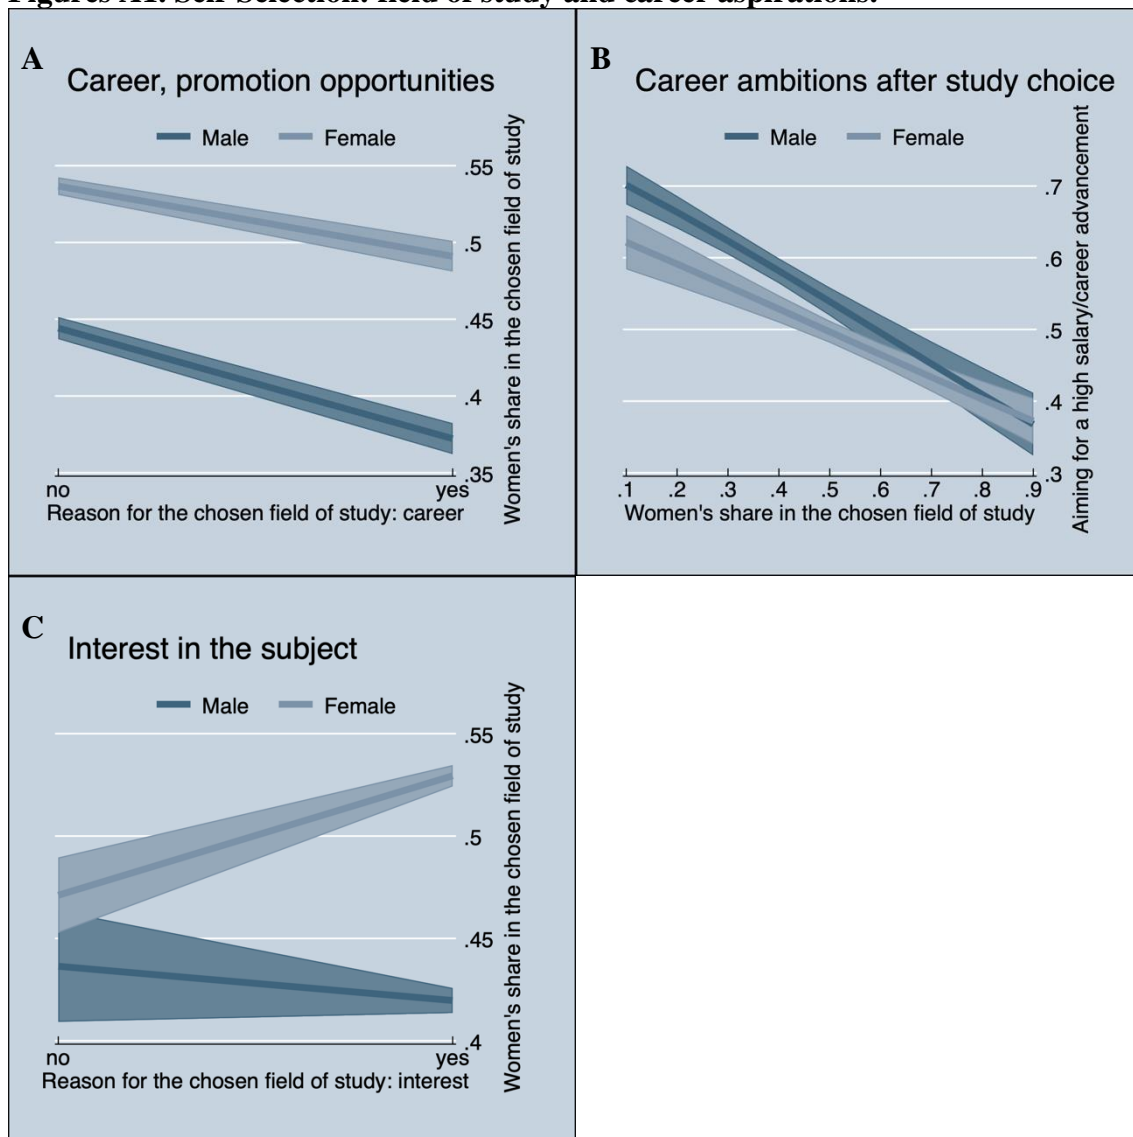 Figures A1. Self-Selection: field of study and career aspirations.
A
Career, promotion opportunities
Male Female
.55
.5
.45
.4
.35
Women's share in the chosen field of study
no yes
Reason for the chosen field of study: career
B
Career ambitions after study choice
Male Female
.7
.6
.5
.4
.3
Aiming for a high salary/career advancement
.1 .2 .3 .4 .5 .6 .7 .8 .9
Women's share in the chosen field of study
C
Interest in the subject
Male Female
.55
.5
.45
.4
Women's share in the chosen field of study
no yes
Reason for the chosen field of study: interest